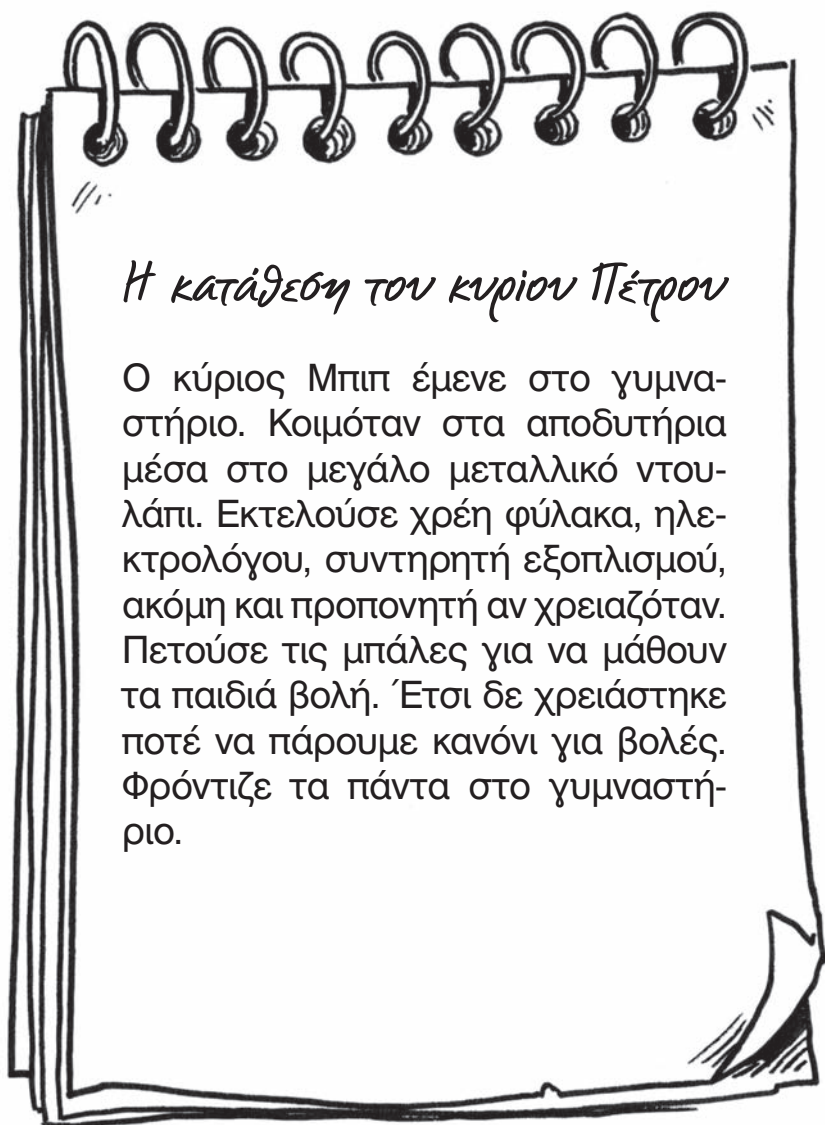 Η κατάθεση του κυρίου Πέτρου
Ο κύριος Μπιπ έμενε στο γυμνα-
στήριο. Κοιμόταν στα αποδυτήρια
μέσα στο μεγάλο μεταλλικό ντου-
λάπι. Εκτελούσε χρέη φύλακα, ηλε-
κτρολόγου, συντηρητή εξοπλισμού,
ακόμη και προπονητή αν χρειαζόταν.
Πετούσε τις μπάλες για να μάθουν
τα παιδιά βολή. Έτσι δε χρειάστηκε
ποτέ να πάρουμε κανόνι για βολές.
Φρόντιζε τα πάντα στο γυμναστή-
ριο.